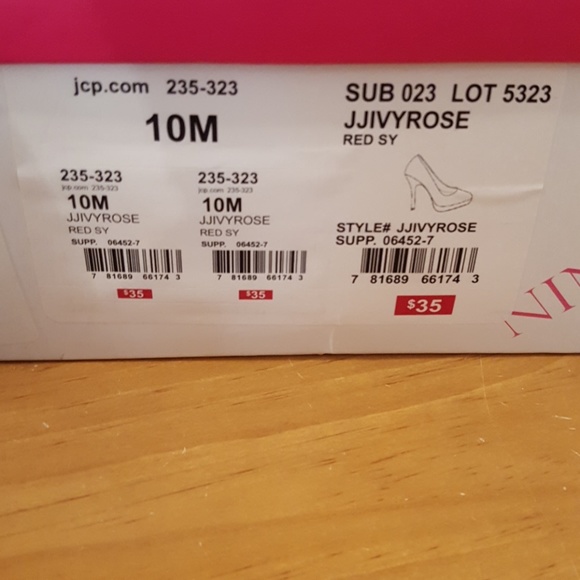 jcp.com 235-323
10M
235-323
jcp.com 235-323
10M
JJIVYROSE
RED SY
SUPP. 06452-7
7 81689 66174 3
$35
235-323
jcp.com 235-323
10M
JJIVYROSE
RED SY
SUPP. 06452-7
7 81689 66174 3
$35
SUB 023 LOT 5323
JJIVYROSE
RED SY
STYLE# JJIVYROSE
SUPP. 06452-7
7 81689 66174 3
$35